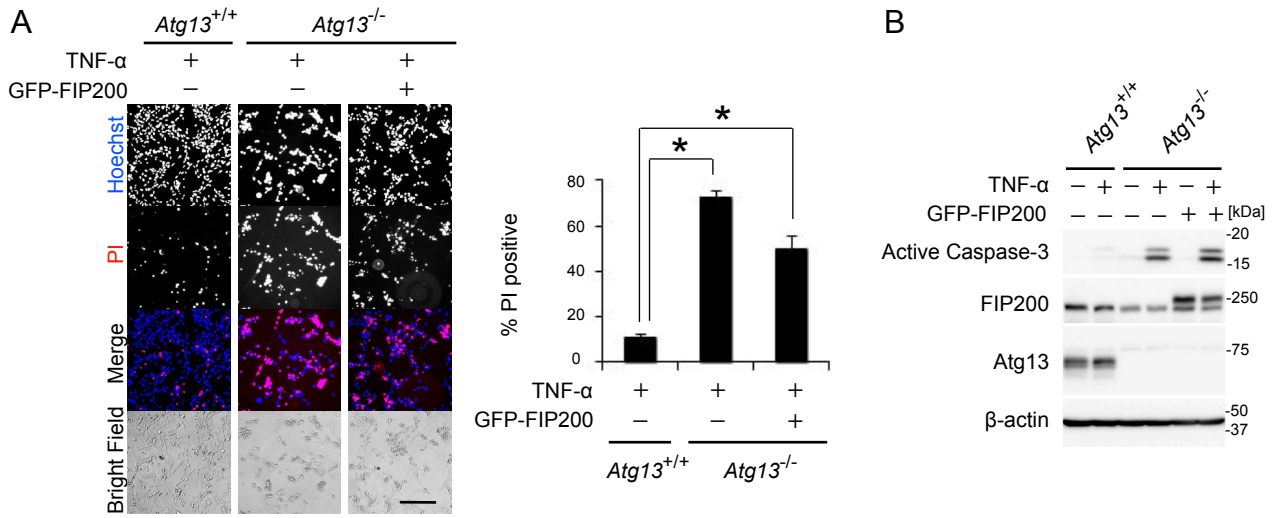 A
Atg13+/+ Atg13-/-
TNF-α + + +
GFP-FIP200 − − +
Hoechst
PI
Merge
Bright Field
* *
% PI positive
80
60
40
20
0
TNF-α + + +
GFP-FIP200 − − +
Atg13+/+ Atg13-/-
B
Atg13+/+ Atg13-/-
TNF-α − + − + − +
GFP-FIP200 − − − − + + [kDa]
Active Caspase-3 -20 -15
FIP200 -250
Atg13 -75
β-actin -50 -37